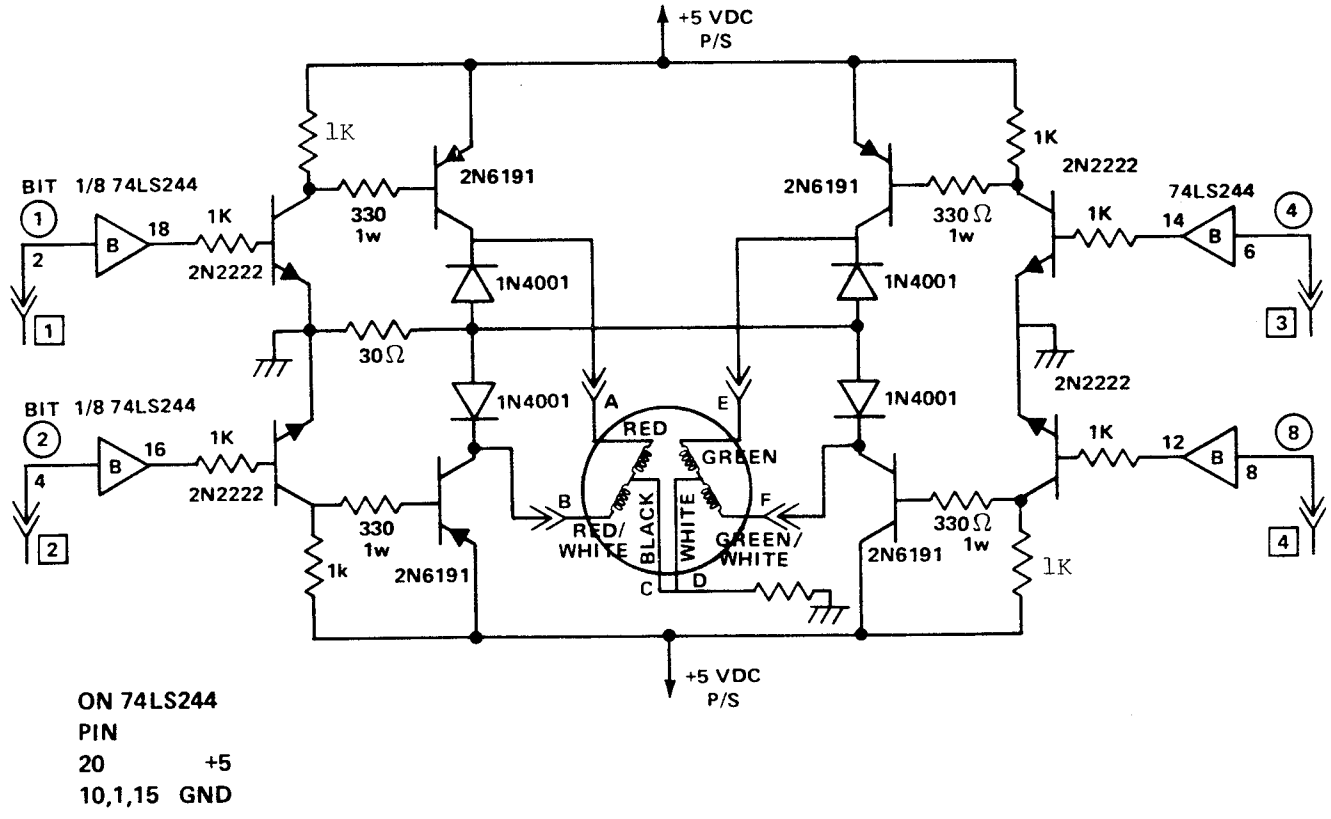 +5 VDC
P/S
1K
1K
2N2222
2N6191
2N6191
BIT 1/8 74LS244
74LS244
1
18
1K
330
1w
330 Ω
1w
1K
14
4
B
B
2
2N2222
6
1N4001
1N4001
1
3
30Ω
2N2222
1N4001
1N4001
BIT 1/8 74LS244
A
E
2
16
1K
RED
GREEN
1K
12
8
B
B
4
2N2222
8
B
F
330
1w
RED/
WHITE
BLACK
WHITE
GREEN/
WHITE
330 Ω
1w
2
4
1k
2N6191
2N6191
1K
C
D
+5 VDC
P/S
ON 74LS244
PIN
20 +5
10,1,15 GND